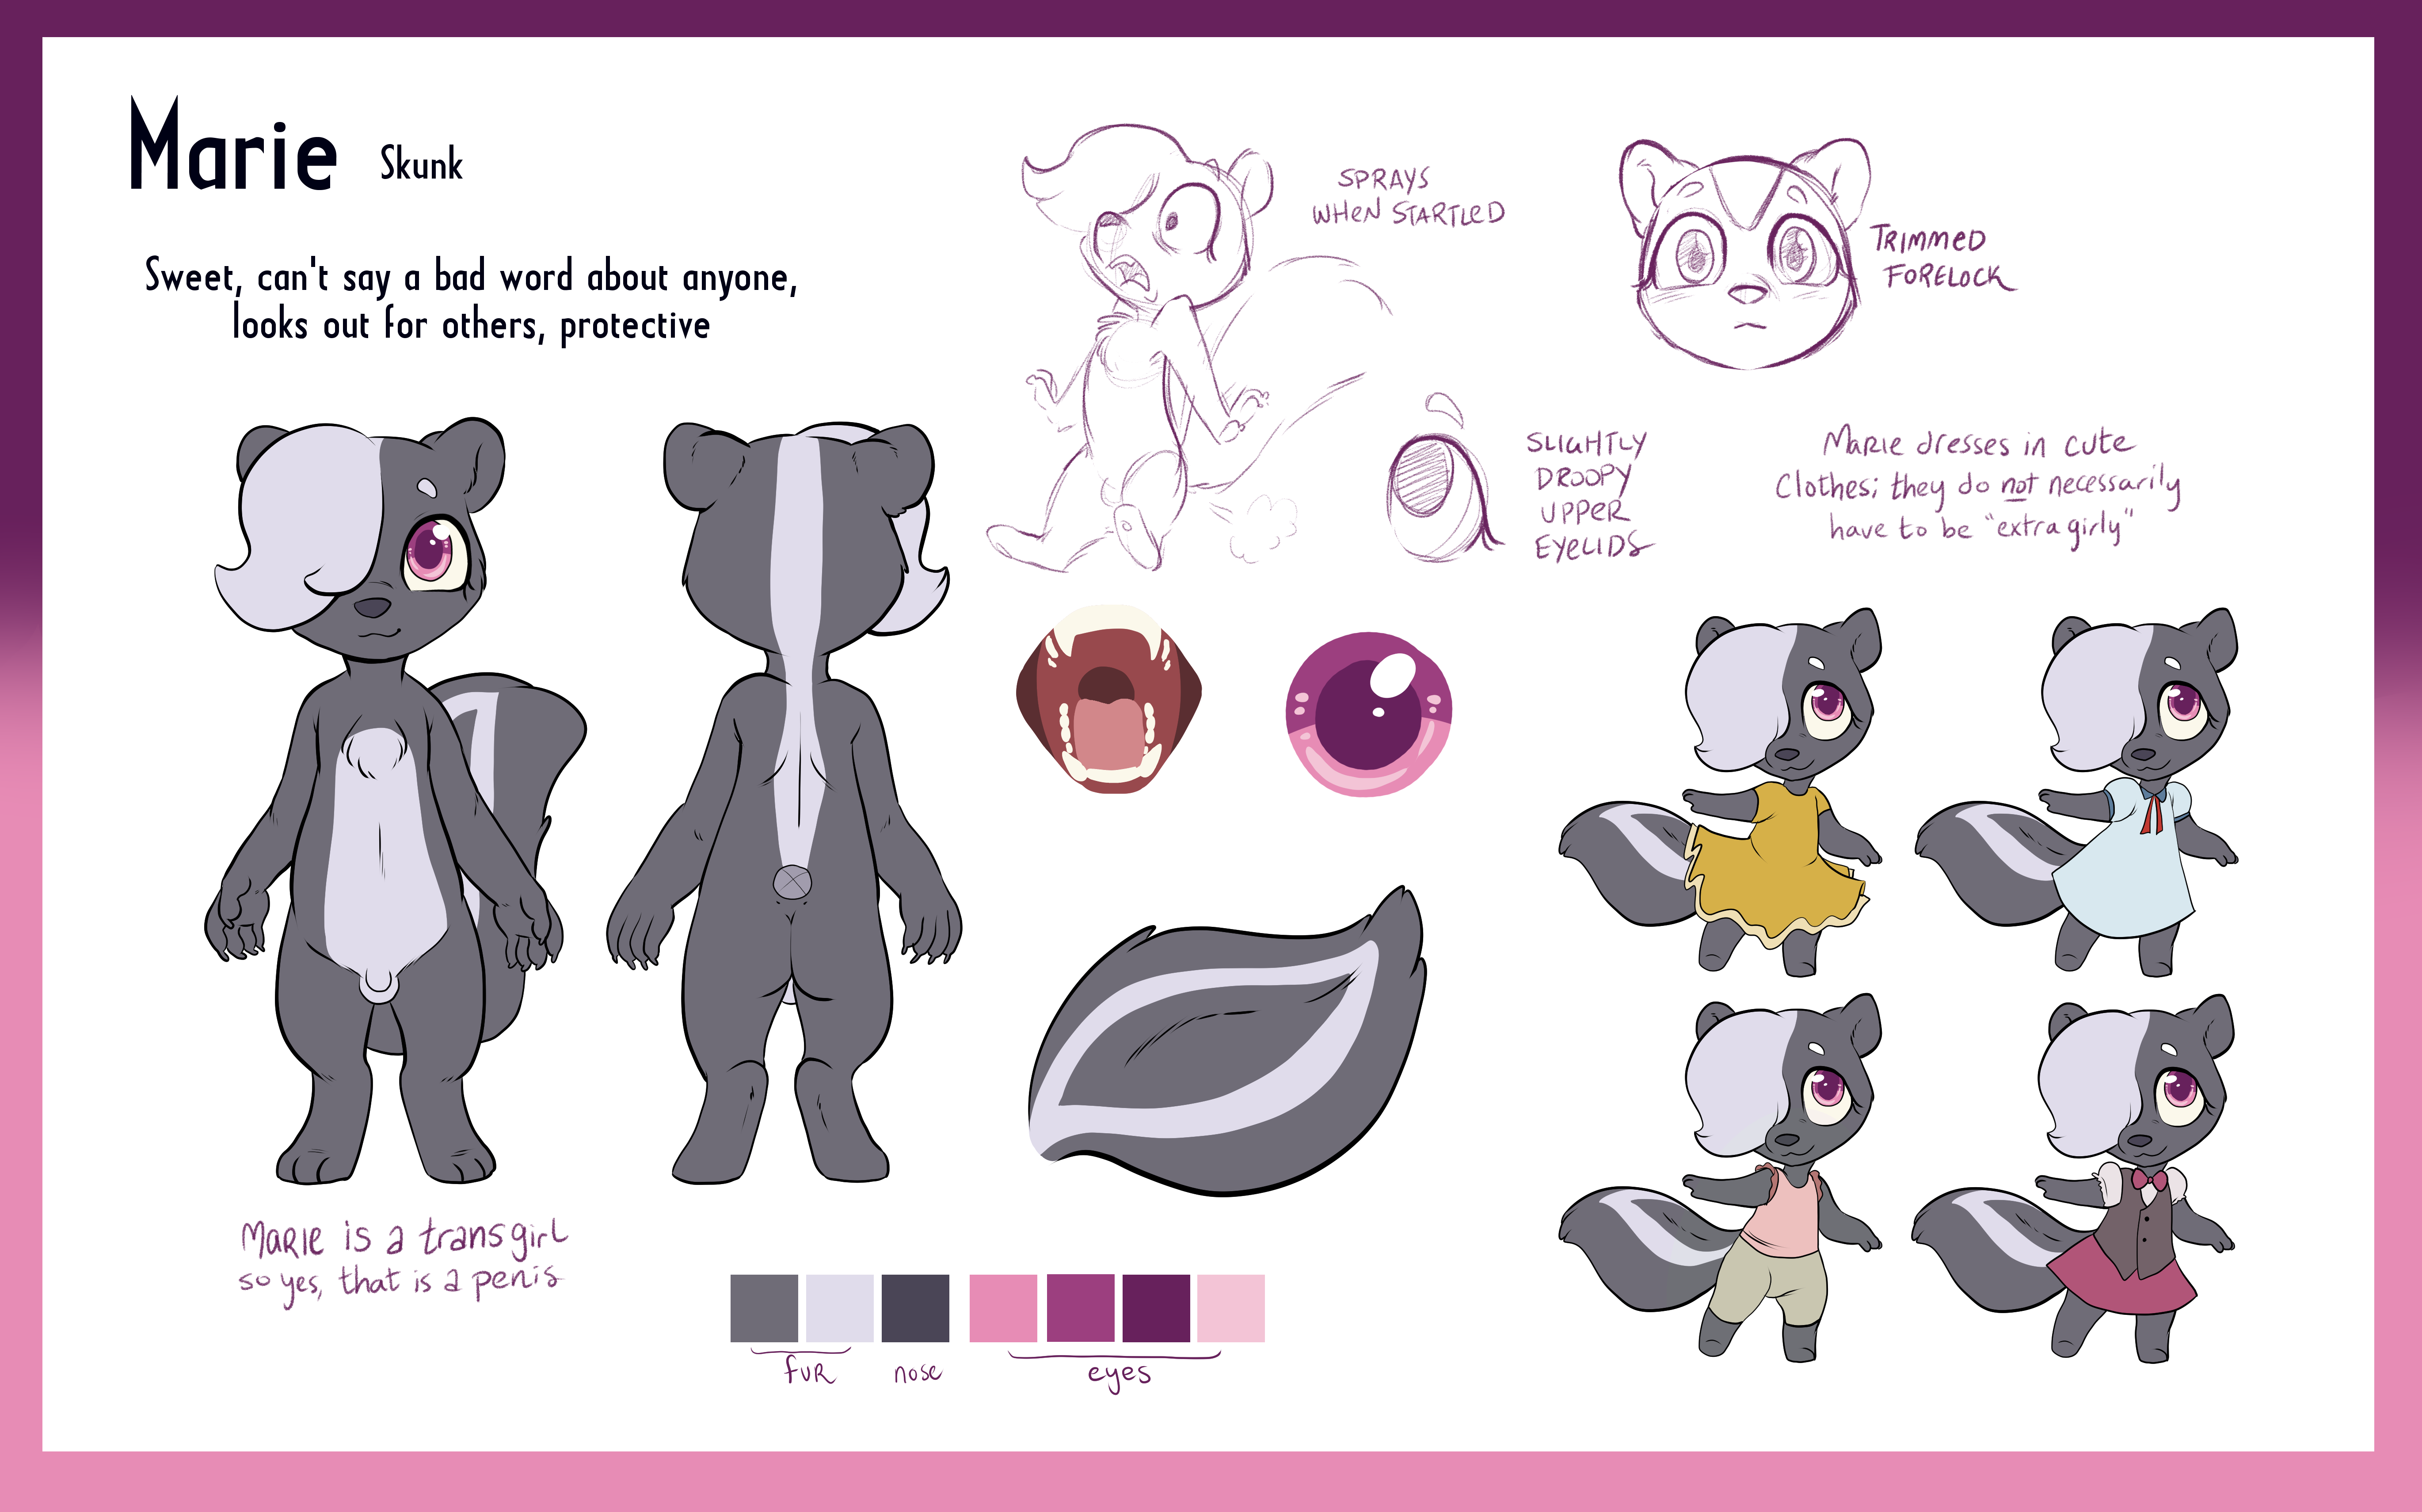 Marie Skunk
Sweet, can't say a bad word about anyone,
looks out for others, protective
SPRAYS
WHEN STARTLED
TRIMMED
FORELOCK
SLIGHTLY
DROOPY
UPPER
EYELIDS
MARIE dresses in cute
Clothes; they do not necessarily
have to be "extra girly"
MARIE is a trans girl
so yes, that is a penis
fur
nose
eyes